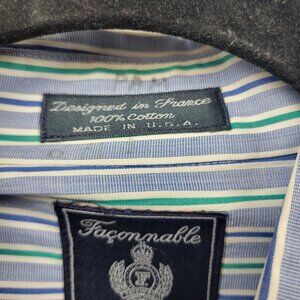 Designed in France
100% Cotton
MADE IN U.S.A.
Façonnable
F